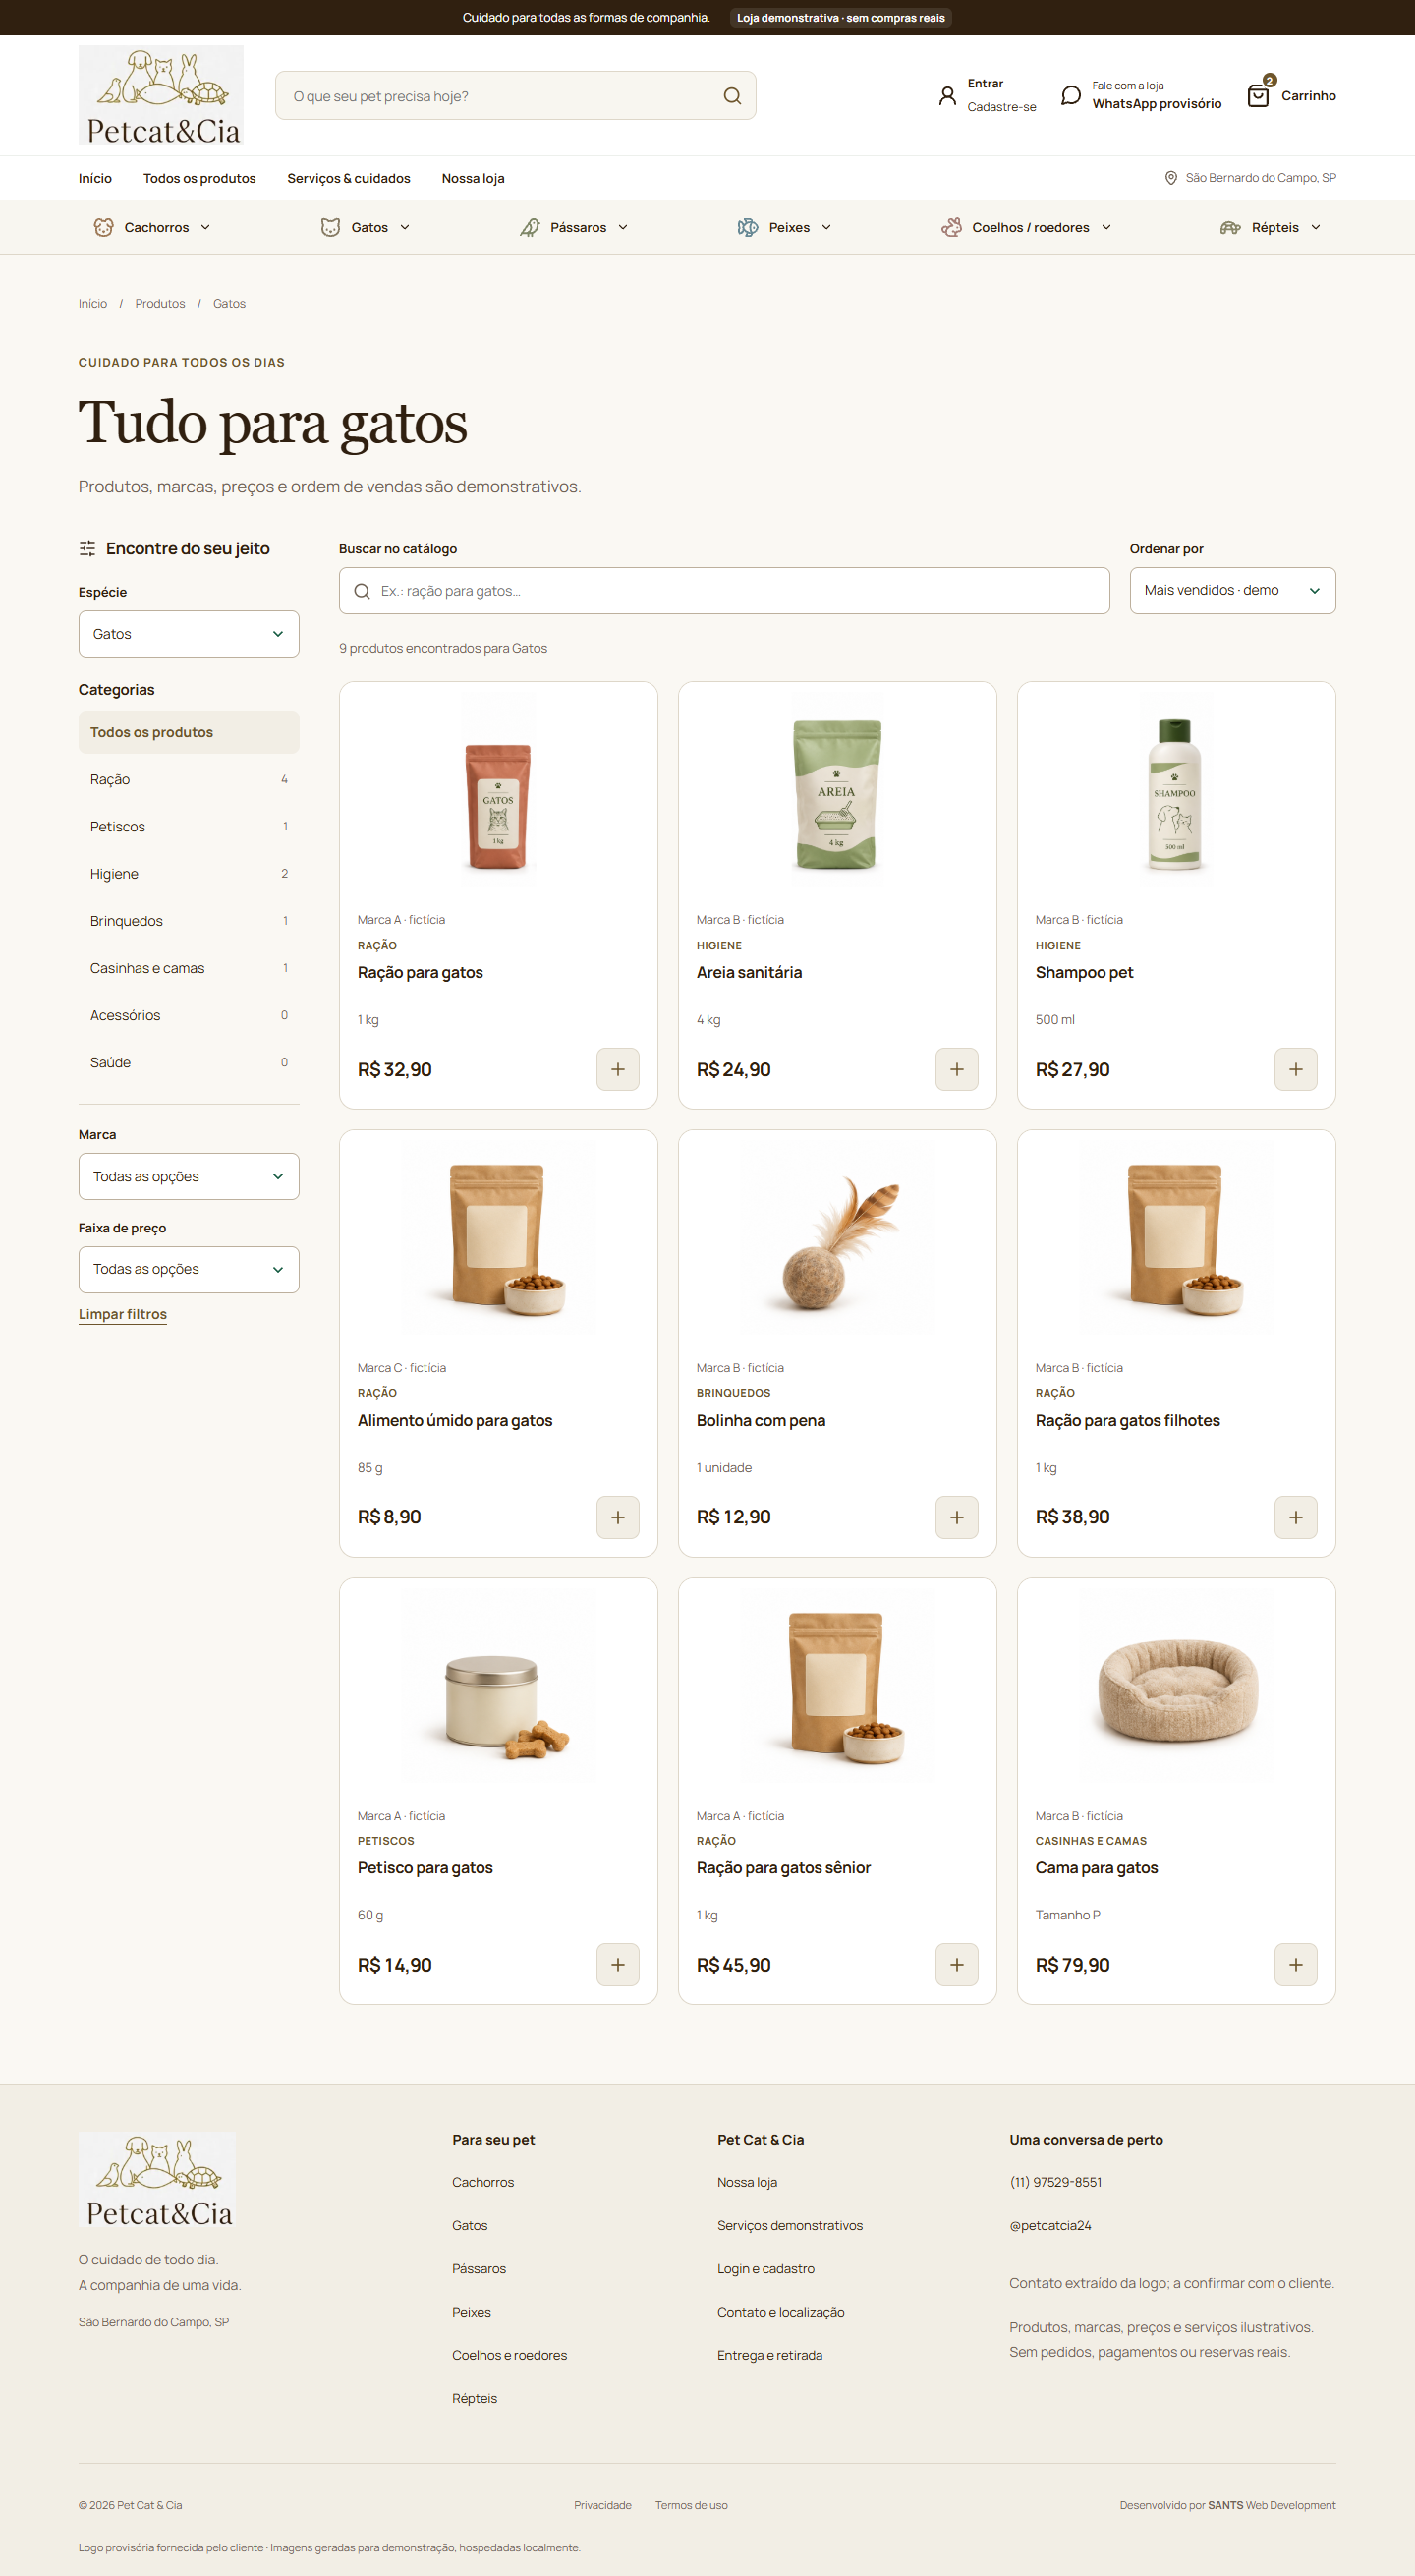 Cuidado para todas as formas de companhia. Loja demonstrativa · sem compras reais
Petcat&Cia
O que seu pet precisa hoje?
Entrar
Cadastre-se
Fale com a loja
WhatsApp provisório
2
Carrinho
Início Todos os produtos Serviços & cuidados Nossa loja São Bernardo do Campo, SP
Cachorros Gatos Pássaros Peixes Coelhos / roedores Répteis
Início / Produtos / Gatos
CUIDADO PARA TODOS OS DIAS
Tudo para gatos
Produtos, marcas, preços e ordem de vendas são demonstrativos.
Encontre do seu jeito
Espécie
Gatos
Categorias
Todos os produtos
Ração 4
Petiscos 1
Higiene 2
Brinquedos 1
Casinhas e camas 1
Acessórios 0
Saúde 0
Marca
Todas as opções
Faixa de preço
Todas as opções
Limpar filtros
Buscar no catálogo
Ex.: ração para gatos...
Ordenar por
Mais vendidos · demo
9 produtos encontrados para Gatos
GATOS
1 kg
Marca A · fictícia
RAÇÃO
Ração para gatos
1 kg
R$ 32,90
AREIA
4 kg
Marca B · fictícia
HIGIENE
Areia sanitária
4 kg
R$ 24,90
SHAMPOO
500 ml
Marca B · fictícia
HIGIENE
Shampoo pet
500 ml
R$ 27,90
Marca C · fictícia
RAÇÃO
Alimento úmido para gatos
85 g
R$ 8,90
Marca B · fictícia
BRINQUEDOS
Bolinha com pena
1 unidade
R$ 12,90
Marca B · fictícia
RAÇÃO
Ração para gatos filhotes
1 kg
R$ 38,90
Marca A · fictícia
PETISCOS
Petisco para gatos
60 g
R$ 14,90
Marca A · fictícia
RAÇÃO
Ração para gatos sênior
1 kg
R$ 45,90
Marca B · fictícia
CASINHAS E CAMAS
Cama para gatos
Tamanho P
R$ 79,90
Petcat&Cia
O cuidado de todo dia.
A companhia de uma vida.
São Bernardo do Campo, SP
Para seu pet
Cachorros
Gatos
Pássaros
Peixes
Coelhos e roedores
Répteis
Pet Cat & Cia
Nossa loja
Serviços demonstrativos
Login e cadastro
Contato e localização
Entrega e retirada
Uma conversa de perto
(11) 97529-8551
@petcatcia24
Contato extraído da logo; a confirmar com o cliente.
Produtos, marcas, preços e serviços ilustrativos.
Sem pedidos, pagamentos ou reservas reais.
© 2026 Pet Cat & Cia Privacidade Termos de uso Desenvolvido por SANTS Web Development
Logo provisória fornecida pelo cliente · Imagens geradas para demonstração, hospedadas localmente.